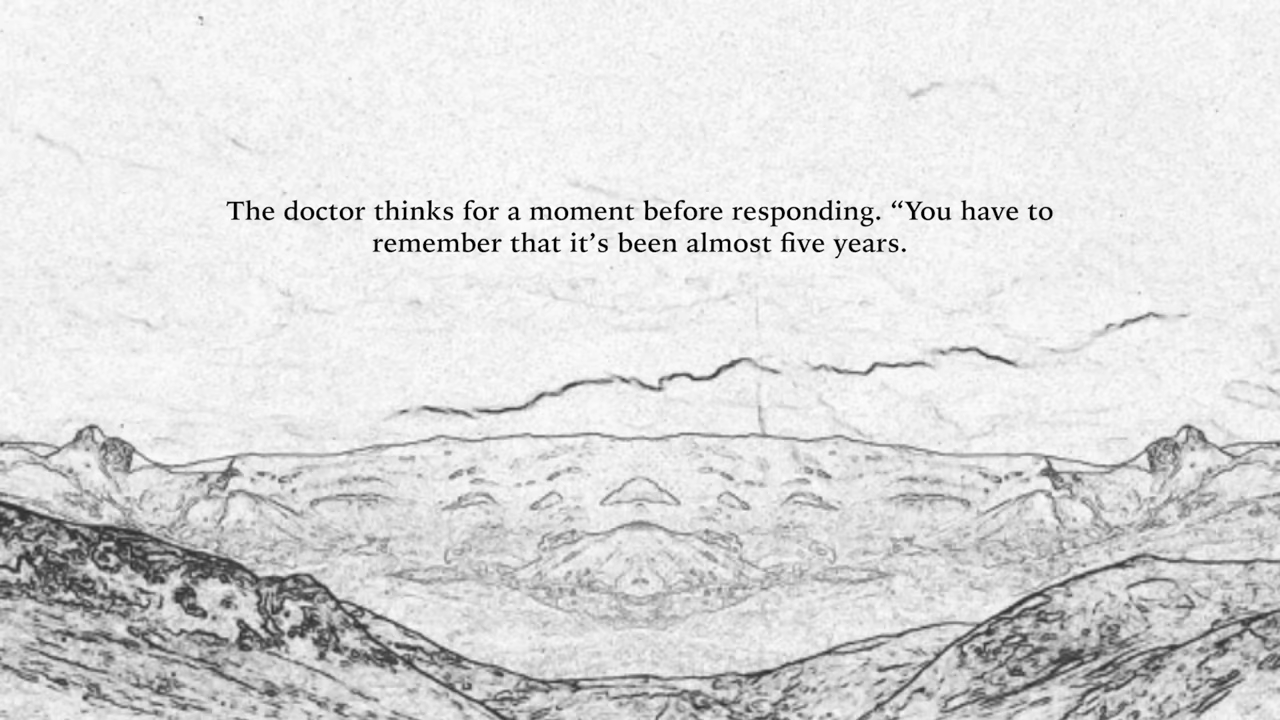 The doctor thinks for a moment before responding. “You have to
remember that it’s been almost five years.